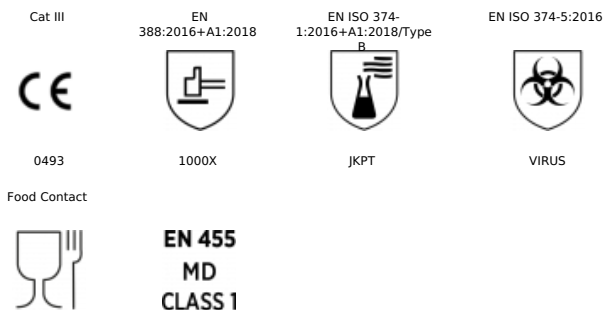 Cat III
EN
388:2016+A1:2018
EN ISO 374-
1:2016+A1:2018/Type
B
EN ISO 374-5:2016
CE
0493
1000X
JKPT
VIRUS
Food Contact
EN 455
MD
CLASS 1